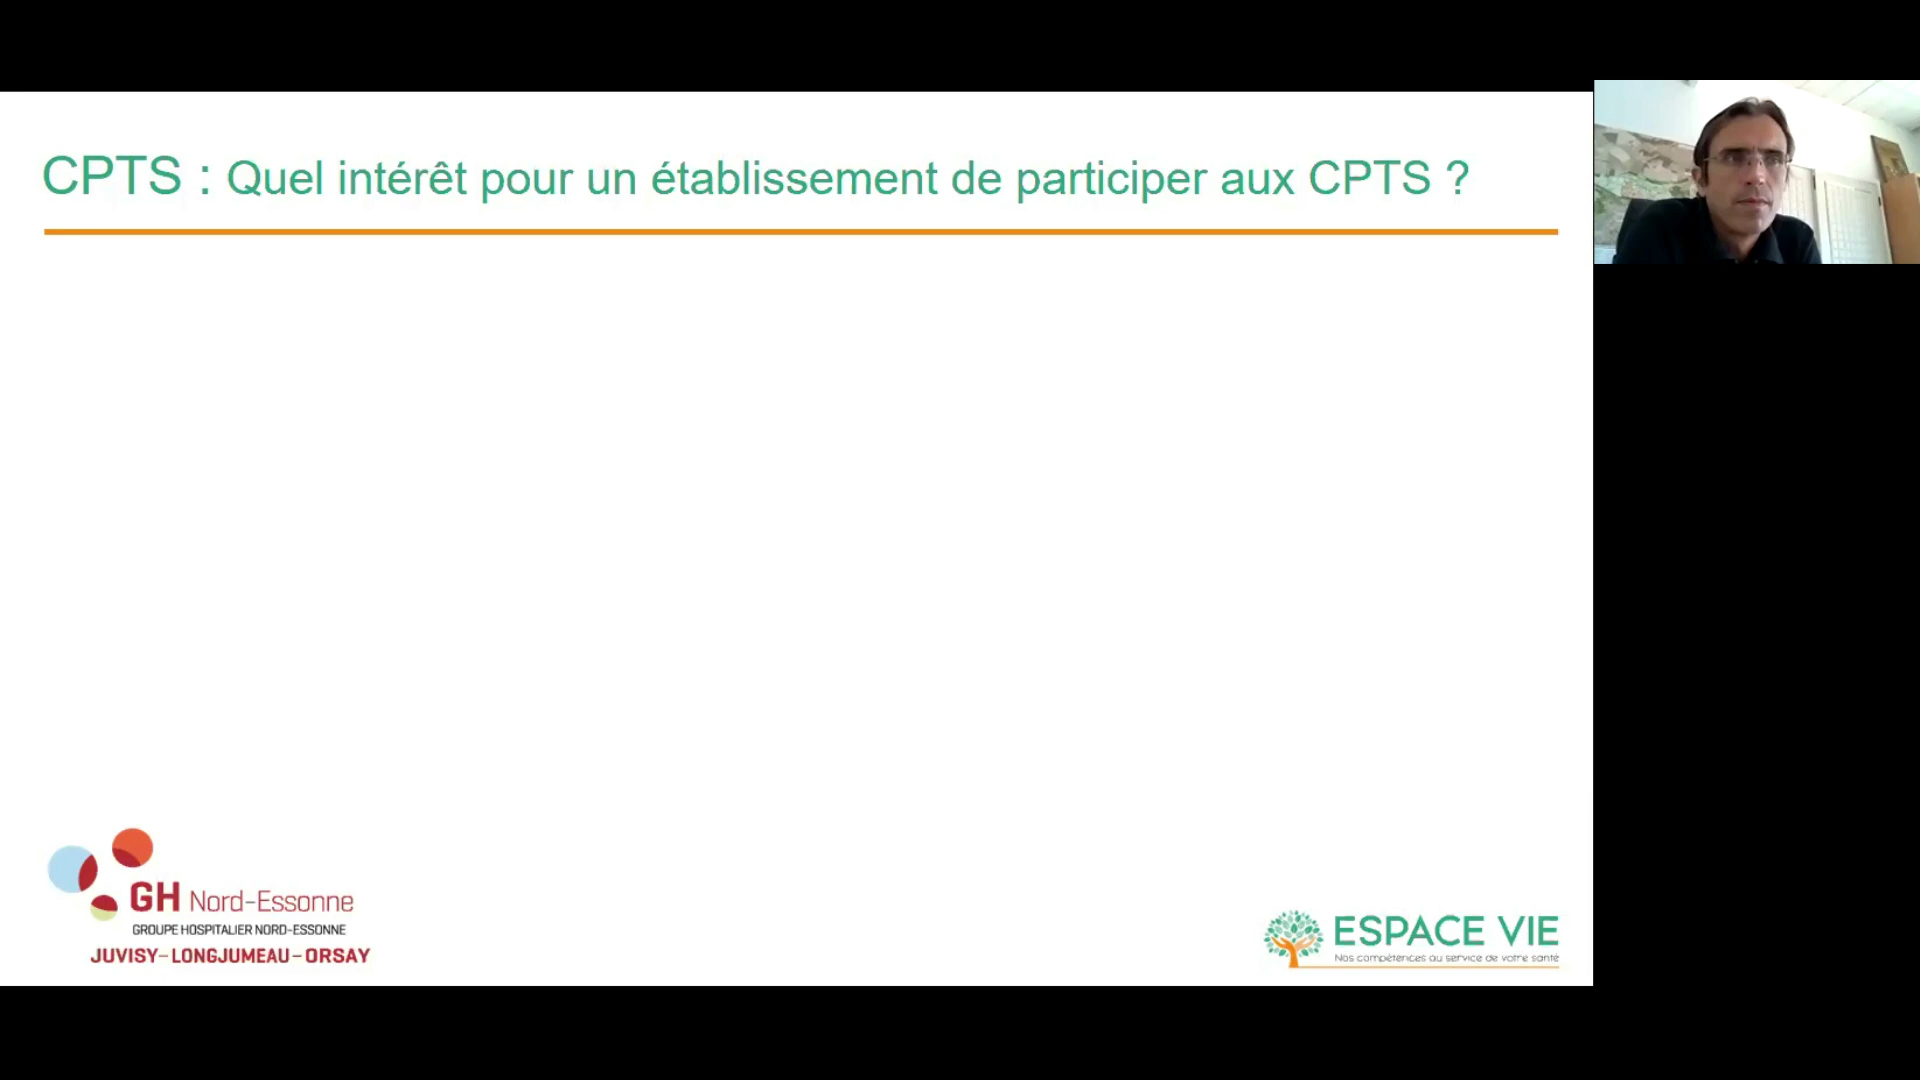 CPTS : Quel intérêt pour un établissement de participer aux CPTS ?
GH Nord-Essonne
GROUPE HOSPITALIER NORD-ESSONNE
JUVISY-LONGJUMEAU-ORSAY
ESPACE VIE
Nos compétences au service de votre santé